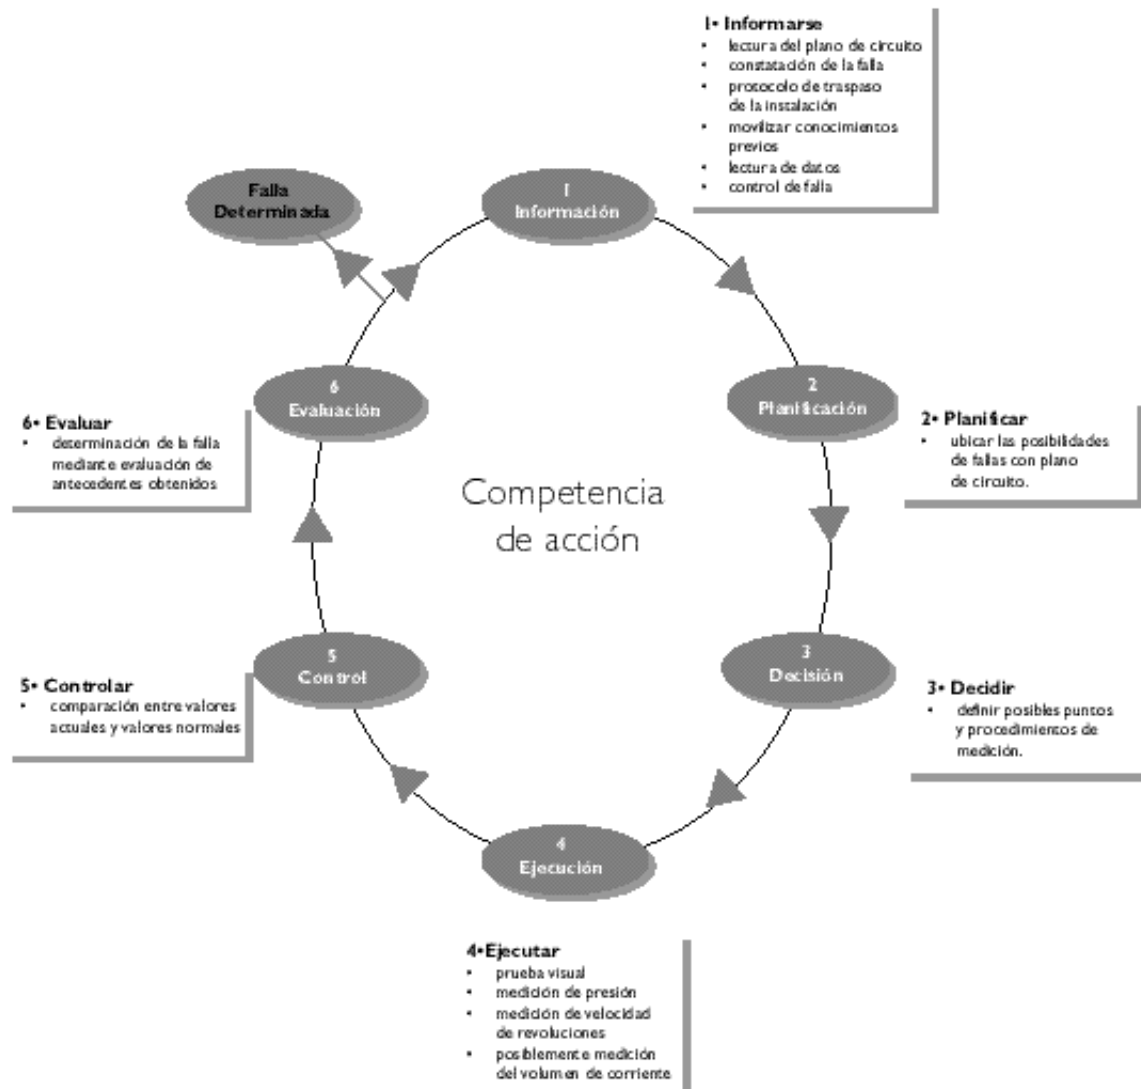 1• Informarse
• lectura del plano de circuito
• constatación de la falla
• protocolo de traspaso
de la instalación
• movilizar conocimientos
previos
• lectura de datos
• control de falla
Falla
Determinada
1
Información
6
Evaluación
2
Planificación
6• Evaluar
• determinación de la falla
mediante evaluación de
antecedentes obtenidos
2• Planificar
• ubicar las posibilidades
de fallas con plano
de circuito.
Competencia
de acción
5
Control
3
Decisión
5• Controlar
• comparación entre valores
actuales y valores normales
3• Decidir
• definir posibles puntos
y procedimientos de
medición.
4
Ejecución
4•Ejecutar
• prueba visual
• medición de presión
• medición de velocidad
de revoluciones
• posiblemente medición
del volumen de corriente